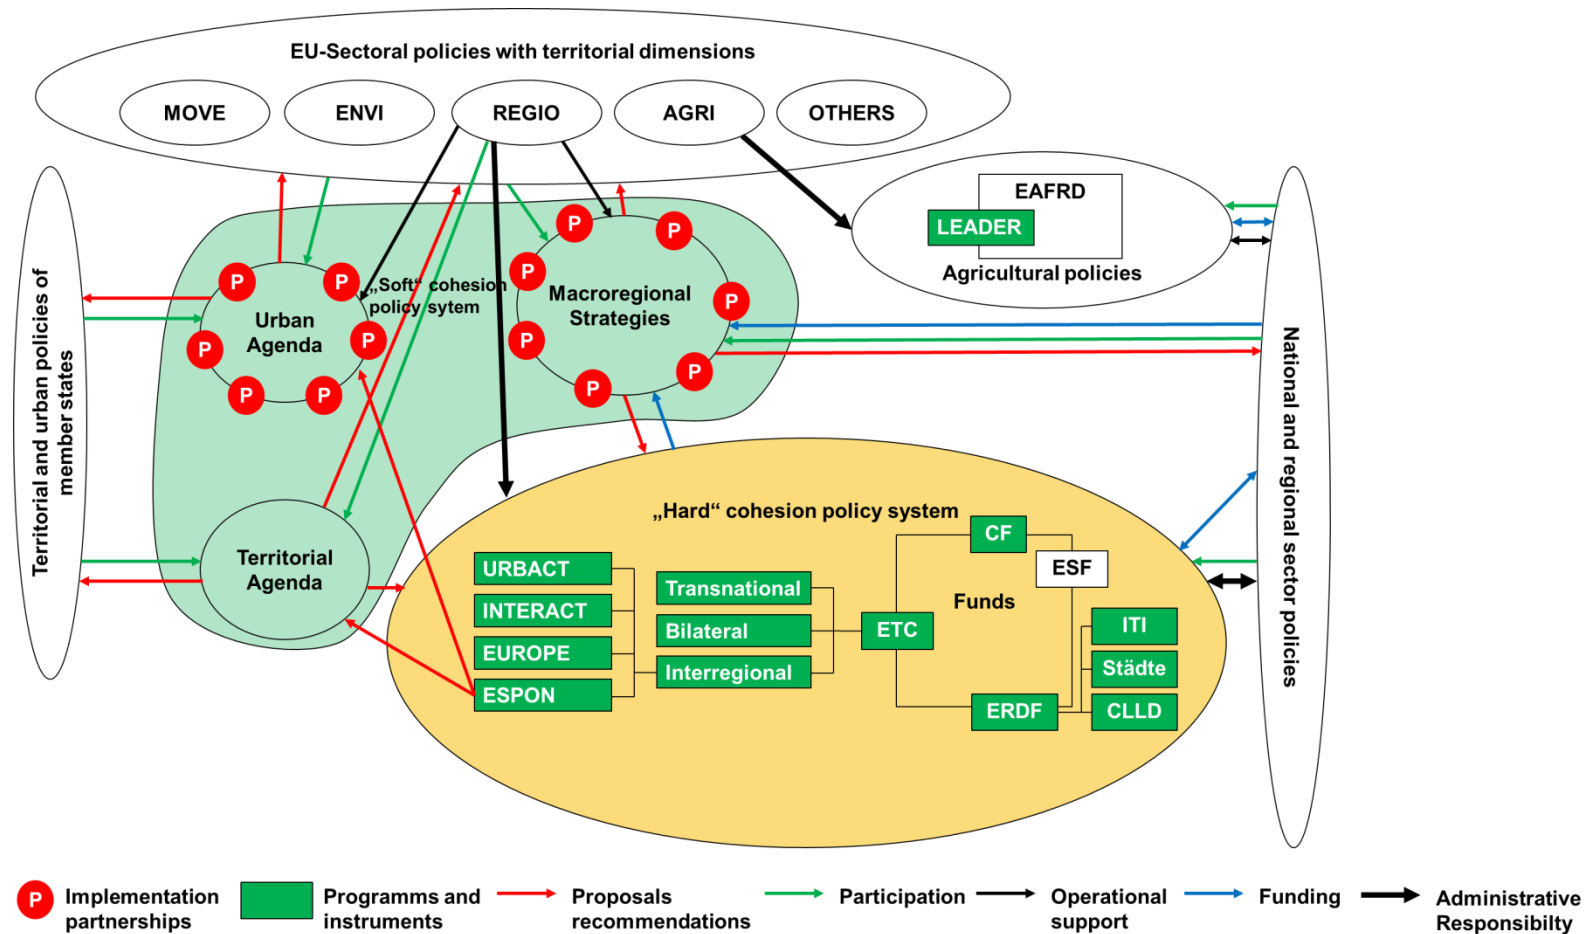 EU-Sectoral policies with territorial dimensions
MOVE
ENVI
REGIO
AGRI
OTHERS
Territorial and urban policies of
member states
EAFRD
LEADER
Agricultural policies
P
P
P
P
P
P
P
P
P
P
P
P
P
„Soft“ cohesion
policy sytem
Urban
Agenda
Macroregional
Strategies
National and regional sector policies
Territorial
Agenda
„Hard“ cohesion policy system
URBACT
INTERACT
EUROPE
ESPON
Transnational
Bilateral
Interregional
ETC
CF
ESF
Funds
ERDF
ITI
Städte
CLLD
P
Implementation
partnerships
Programms and
instruments
Proposals
recommendations
Participation
Operational
support
Funding
Administrative
Responsibilty